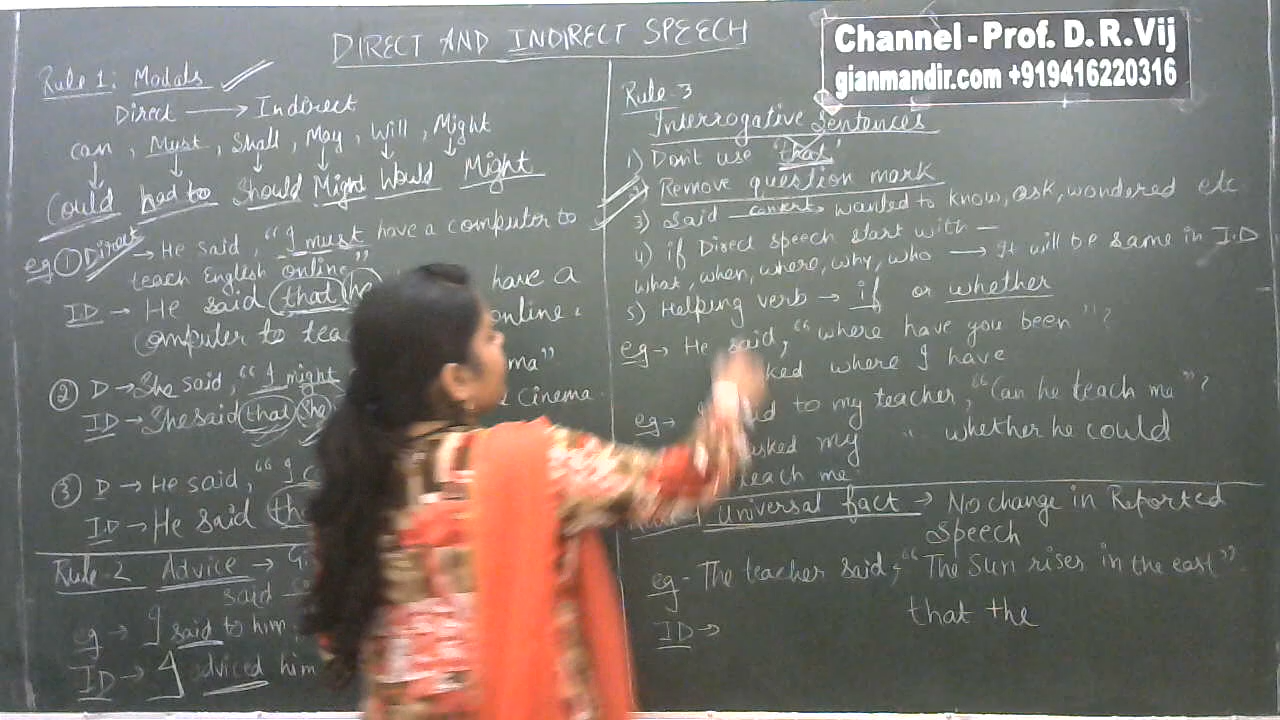 DIRECT AND INDIRECT SPEECH
Channel - Prof. D. R. Vij
gianmandir.com +919416220316
Rule 1: Modals
Direct → Indirect
can, Must, Shall, May, Will, Might
Could had to Should Might Would Might
eg ① Direct → He said, "I must have a computer to
teach English online"
ID → He said that he have a
computer to tea online.
② D → She said, "I might ma"
ID → She said that She Cinema.
③ D → He said, "I
ID → He said
Rule-2 Advice →
said
eg → I said to him
ID → I adviced him
Rule-3
Interrogative Sentences
1) Don't use 'that'
2) Remove question mark
3) Said convert wanted to know, ask, wondered etc
4) if Direct speech start with —
what, when, where, why, who → It will be same in I.D
5) Helping verb → if or whether
eg → He said, "where have you been"?
ked where I have
eg → to my teacher, "Can he teach me"?
asked my " whether he could
teach me.
Universal fact → No change in Reported
Speech
eg - The teacher said, "The Sun rises in the east".
that the
ID →